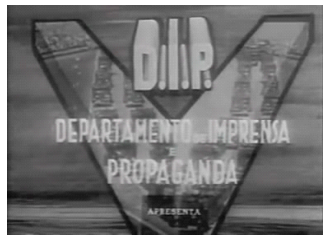 D.I.P.
DEPARTAMENTO DE IMPRENSA
E
PROPAGANDA
APRESENTA